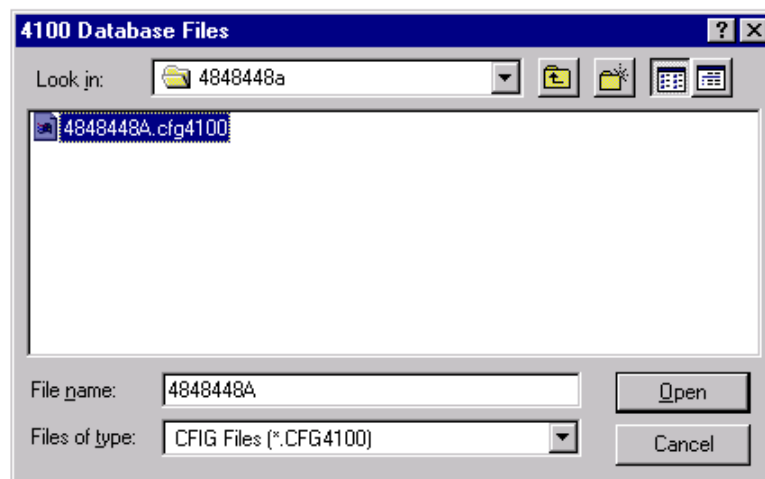 4100 Database Files
Look in: 4848448a
4848448A.cfg4100
File name: 4848448A Open
Files of type: CFIG Files (*.CFG4100) Cancel